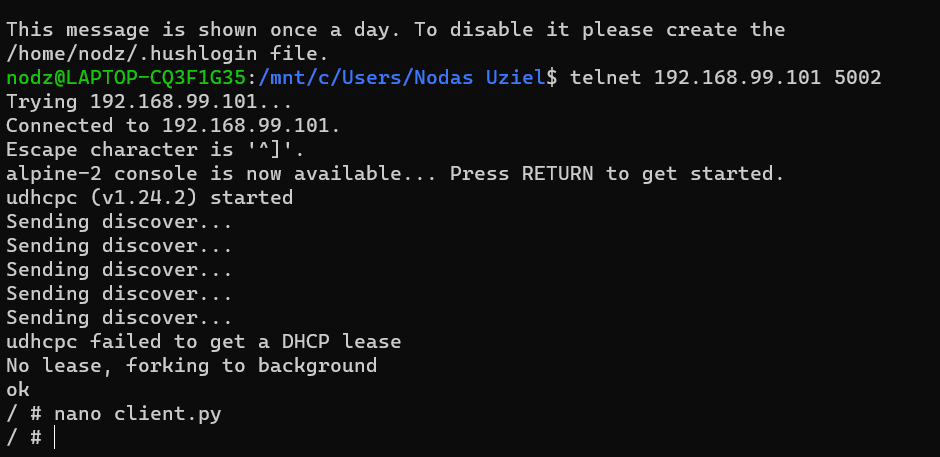 This message is shown once a day. To disable it please create the
/home/nodz/.hushlogin file.
nodz@LAPTOP-CQ3F1G35:/mnt/c/Users/Nodas Uziel$ telnet 192.168.99.101 5002
Trying 192.168.99.101...
Connected to 192.168.99.101.
Escape character is '^]'.
alpine-2 console is now available... Press RETURN to get started.
udhcpc (v1.24.2) started
Sending discover...
Sending discover...
Sending discover...
Sending discover...
Sending discover...
udhcpc failed to get a DHCP lease
No lease, forking to background
ok
/ # nano client.py
/ #